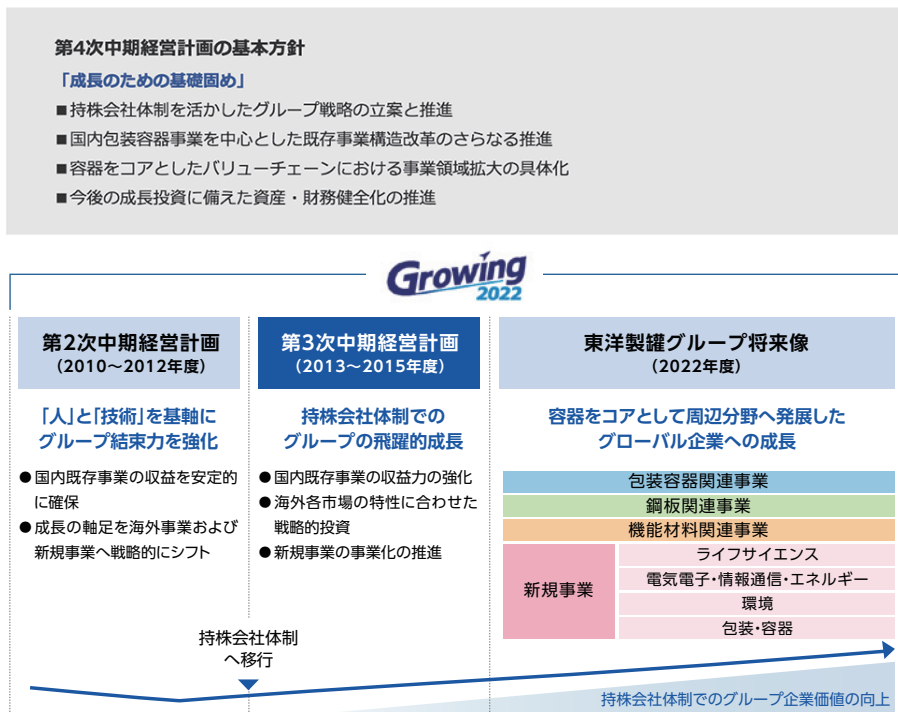 第4次中期経営計画の基本方針
「成長のための基礎固め」
■持株会社体制を活かしたグループ戦略の立案と推進
■国内包装容器事業を中心とした既存事業構造改革のさらなる推進
■容器をコアとしたバリューチェーンにおける事業領域拡大の具体化
■今後の成長投資に備えた資産・財務健全化の推進
Growing
2022
第2次中期経営計画
(2010〜2012年度)
「人」と「技術」を基軸に
グループ結束力を強化
●国内既存事業の収益を安定的
に確保
●成長の軸足を海外事業および
新規事業へ戦略的にシフト
第3次中期経営計画
(2013〜2015年度)
持株会社体制での
グループの飛躍的成長
●国内既存事業の収益力の強化
●海外各市場の特性に合わせた
戦略的投資
●新規事業の事業化の推進
東洋製罐グループ将来像
(2022年度)
容器をコアとして周辺分野へ発展した
グローバル企業への成長
包装容器関連事業
鋼板関連事業
機能材料関連事業
新規事業
ライフサイエンス
電気電子・情報通信・エネルギー
環境
包装・容器
持株会社体制
へ移行
持株会社体制でのグループ企業価値の向上